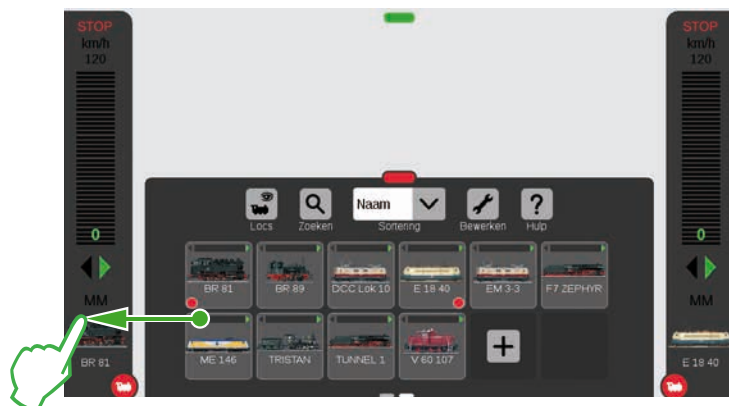 STOP
km/h
120
0
MM
BR 81
Locs
Zoeken
Naam
Sortering
Bewerken
Hulp
?
BR 81
BR 89
DCC Lok 10
E 18 40
EM 3-3
F7 ZEPHYR
ME 146
TRISTAN
TUNNEL 1
V 60 107
+
STOP
km/h
120
0
MM
E 18 40